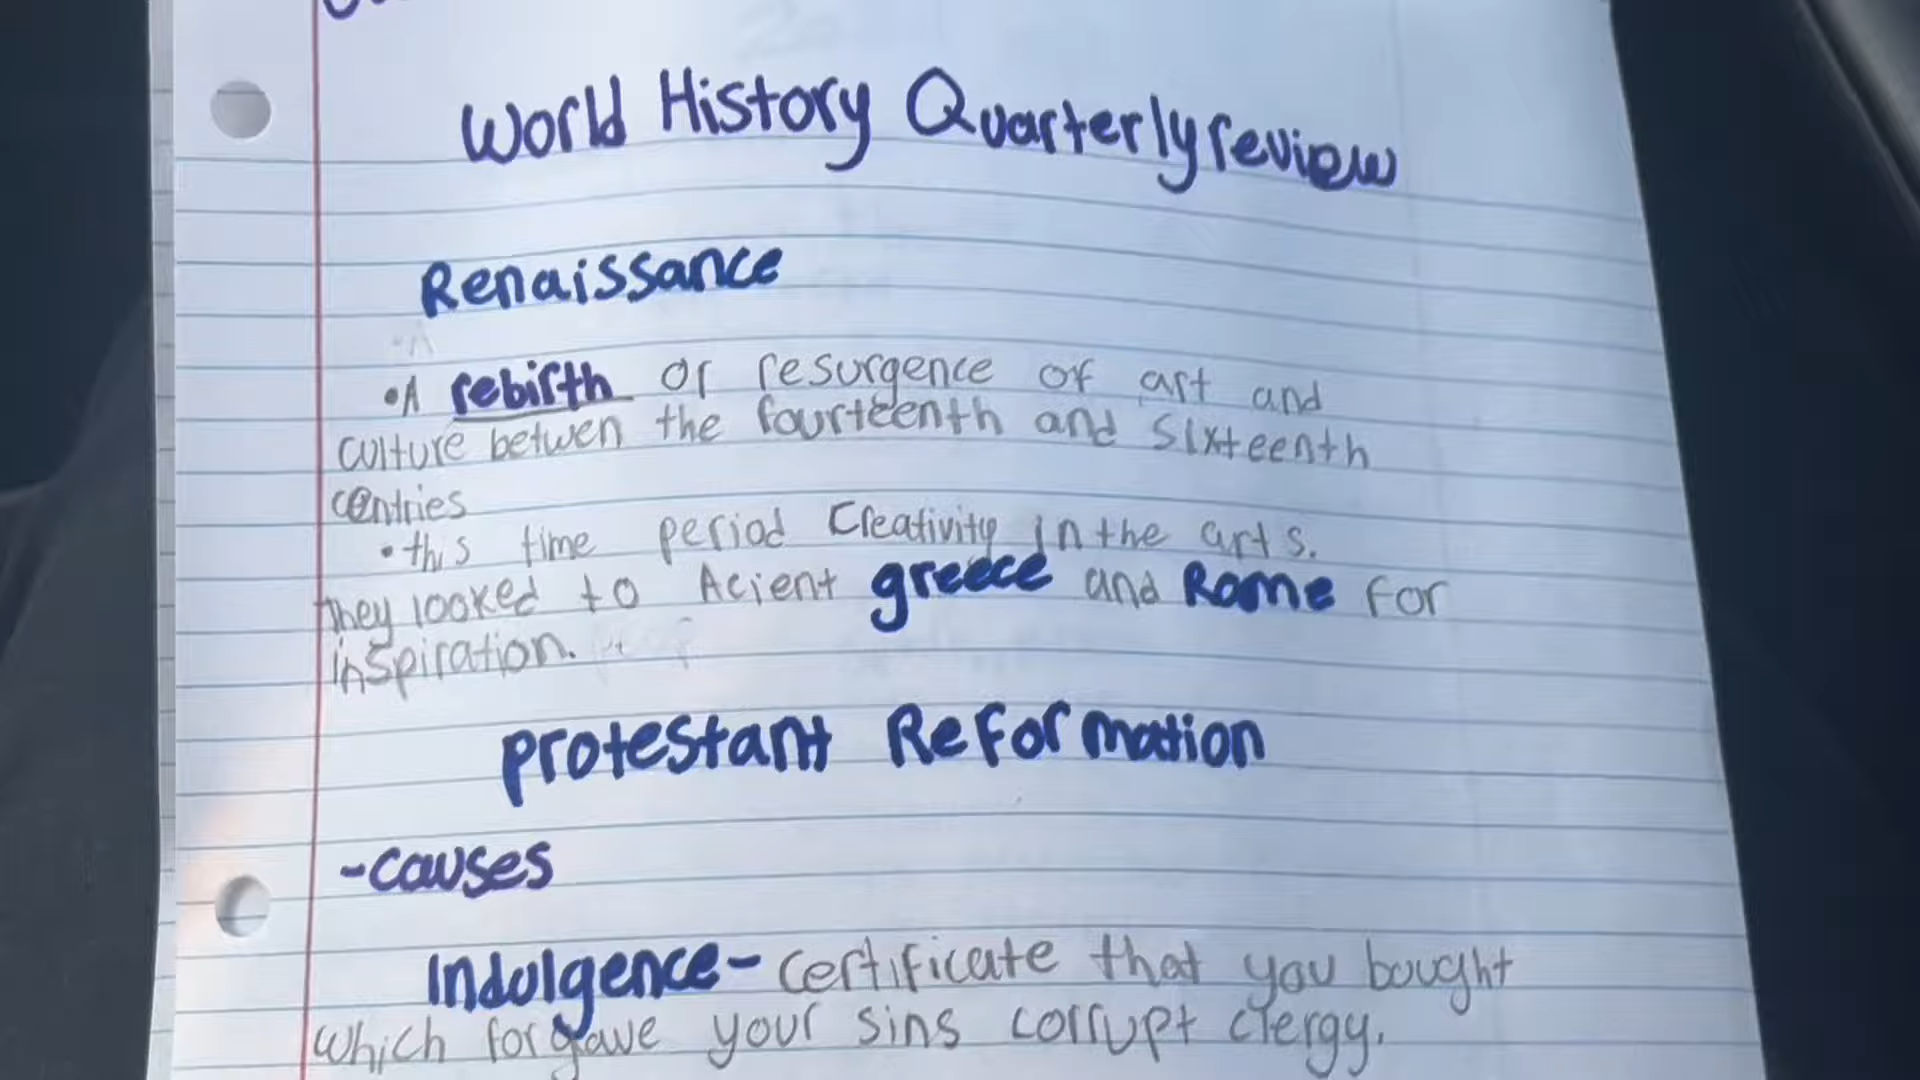 World History Quarterly review
Renaissance
•A rebirth or resurgence of art and
culture betwen the fourteenth and sixteenth
centries
•this time period Creativity in the arts.
they looked to Acient greece and Rome for
inspiration.
protestant Reformation
-causes
Indulgence- certificate that you bought
which forgave your sins corrupt clergy.